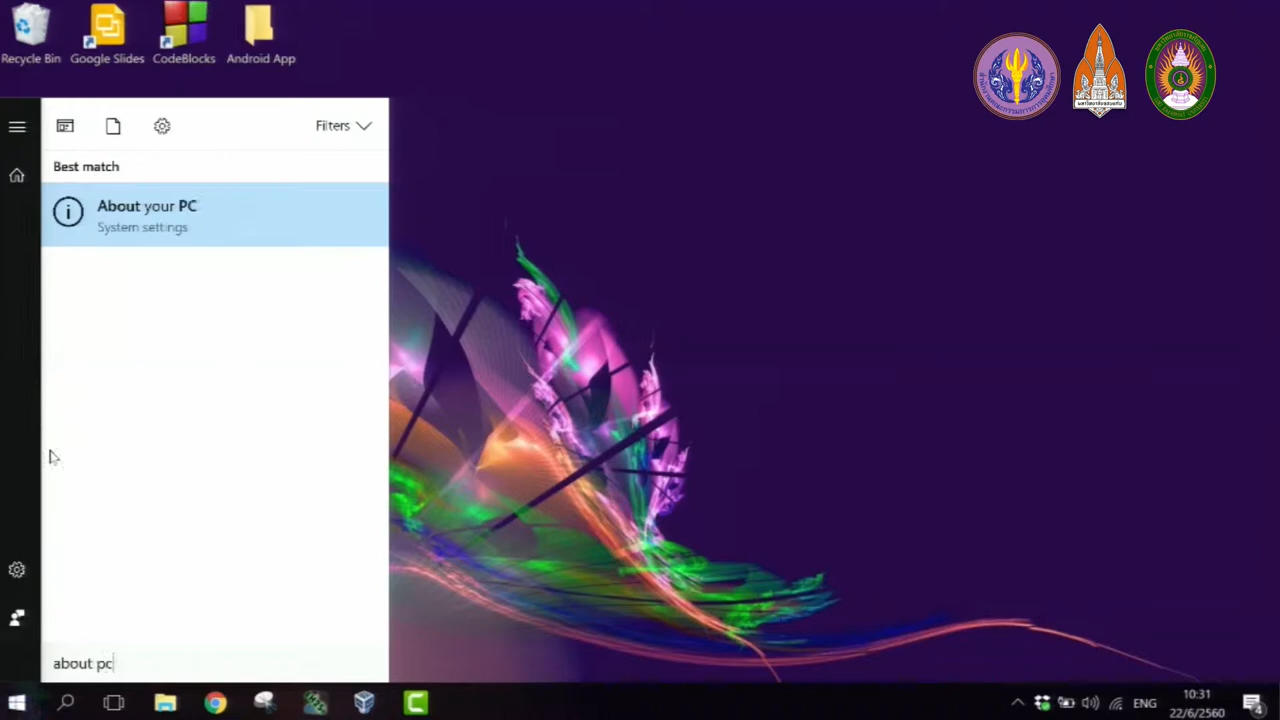 Recycle Bin
Google Slides
CodeBlocks
Android App
Filters
Best match
About your PC
System settings
about pc
ENG
10:31
22/6/2560
4